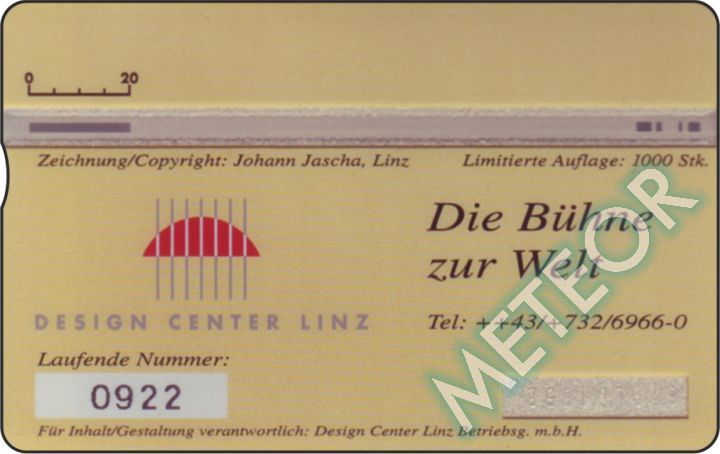 0 20
Zeichnung/Copyright: Johann Jascha, Linz Limitierte Auflage: 1000 Stk.
Die Bühne
zur Welt
DESIGN CENTER LINZ
Tel: ++43/+732/6966-0
Laufende Nummer:
0922
Für Inhalt/Gestaltung verantwortlich: Design Center Linz Betriebsg. m.b.H.
METEOR